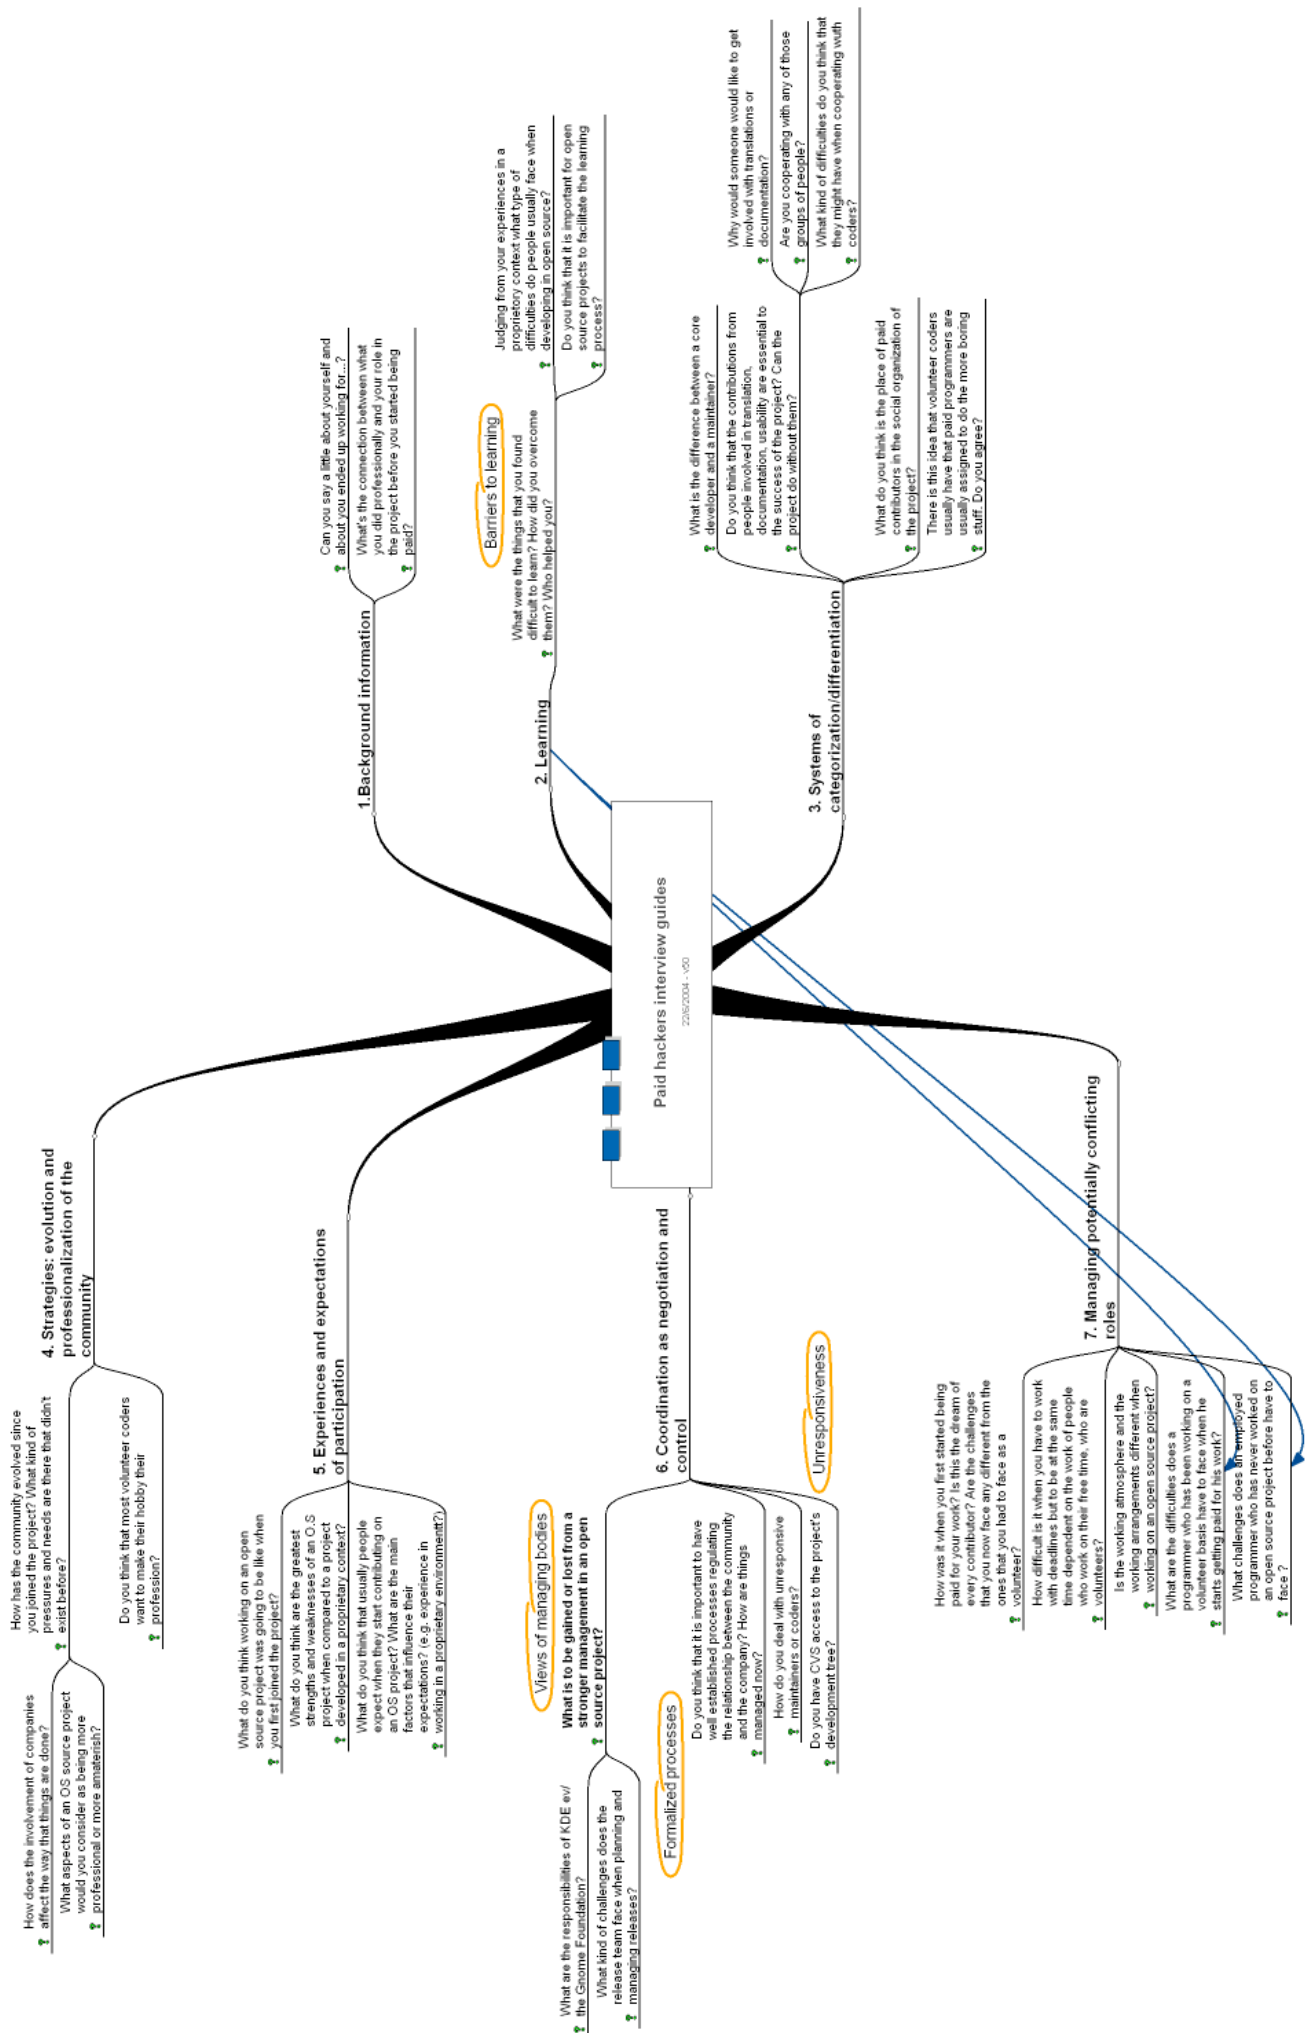 Paid hackers interview guides
22/6/2004 - v50
1.Background information
Can you say a little about yourself and
about you ended up working for...?
What's the connection between what
you did professionally and your role in
the project before you started being
paid?
2. Learning
Barriers to learning
What were the things that you found
difficult to learn? How did you overcome
them? Who helped you?
Judging from your experiences in a
proprietory context what type of
difficulties do people usually face when
developing in open source?
Do you think that it is important for open
source projects to facilitate the learning
process?
3. Systems of
categorization/differentiation
What is the difference between a core
developer and a maintainer?
Do you think that the contributions from
people involved in translation,
documentation, usability are essential to
the success of the project? Can the
project do without them?
Why would someone would like to get
involved with translations or
documentation?
Are you cooperating with any of those
groups of people?
What kind of difficulties do you think that
they might have when cooperating wuth
coders?
What do you think is the place of paid
contributors in the social organization of
the project?
There is this idea that volunteer coders
usually have that paid programmers are
usually assigned to do the more boring
stuff. Do you agree?
4. Strategies: evolution and
professionalization of the
community
How has the community evolved since
you joined the project? What kind of
pressures and needs are there that didn't
exist before?
How does the involvement of companies
affect the way that things are done?
What aspects of an OS source project
would you consider as being more
professional or more amaterish?
Do you think that most volunteer coders
want to make their hobby their
profession?
5. Experiences and expectations
of participation
What do you think working on an open
source project was going to be like when
you first joined the project?
What do you think are the greatest
strengths and weaknesses of an O.S
project when compared to a project
developed in a proprietary context?
What do you think that usually people
expect when they start contributing on
an OS project? What are the main
factors that influence their
expectations? (e.g. experience in
working in a proprietary environmentt?)
6. Coordination as negotiation and
control
Views of managing bodies
What is to be gained or lost from a
stronger management in an open
source project?
What are the responsibilities of KDE ev/
the Gnome Foundation?
What kind of challenges does the
release team face when planning and
managing releases?
Formalized processes
Do you think that it is important to have
well established processes regulating
the relationship between the community
and the company? How are things
managed now?
Unresponsiveness
How do you deal with unresponsive
maintainers or coders?
Do you have CVS access to the project's
development tree?
7. Managing potentially conflicting
roles
How was it when you first started being
paid for your work? Is this the dream of
every contributor? Are the challenges
that you now face any different from the
ones that you had to face as a
volunteer?
How difficult is it when you have to work
with deadlines but to be at the same
time dependent on the work of people
who work on their free time, who are
volunteers?
Is the working atmosphere and the
working arrangements different when
working on an open source project?
What are the difficulties does a
programmer who has been working on a
volunteer basis have to face when he
starts getting paid for his work?
What challenges does an employed
programmer who has never worked on
an open source project before have to
face ?